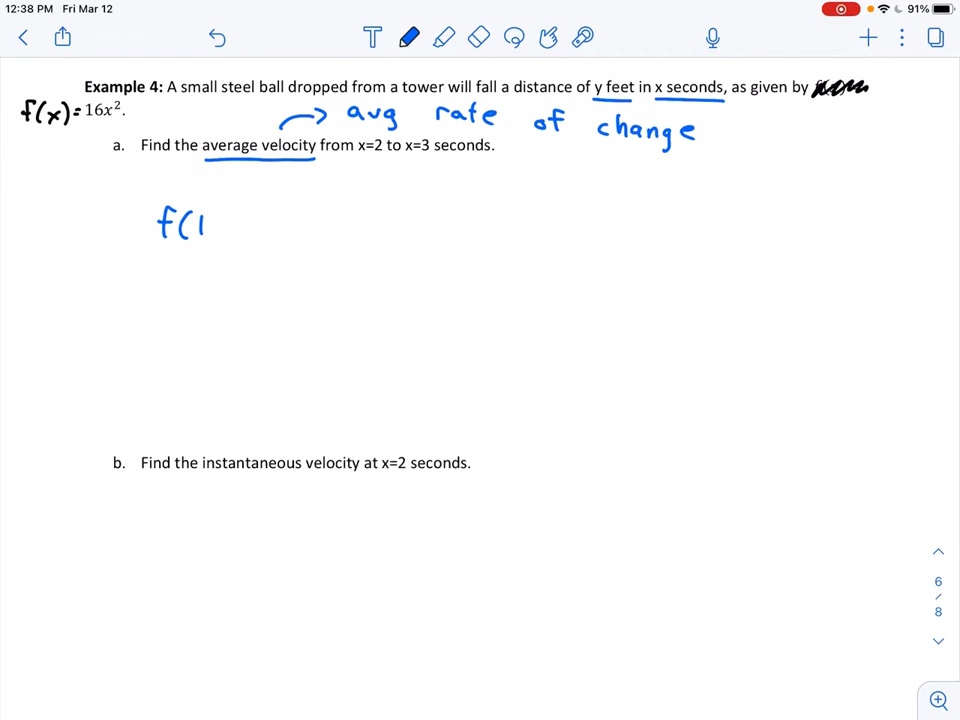 12:38 PM Fri Mar 12
91%
Example 4: A small steel ball dropped from a tower will fall a distance of y feet in x seconds, as given by
f(x)=16x².
avg rate of change
a. Find the average velocity from x=2 to x=3 seconds.
f(1
b. Find the instantaneous velocity at x=2 seconds.
6
/
8